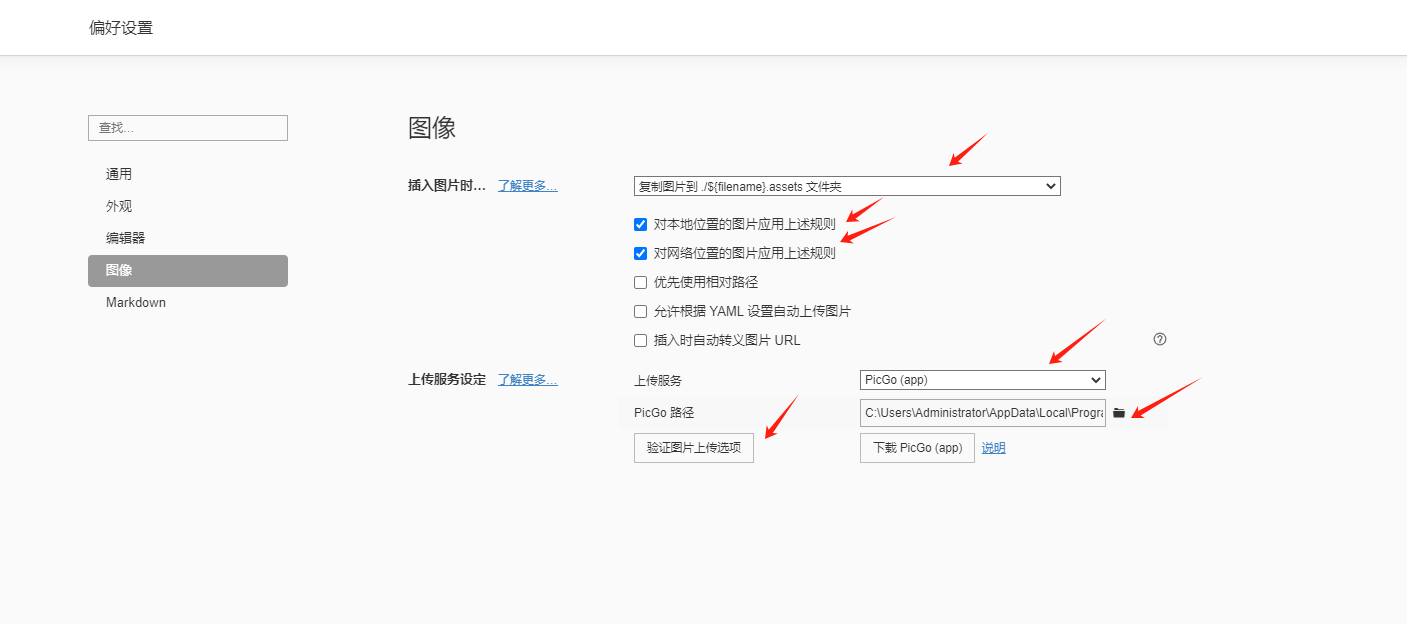 偏好设置
查找...
通用
外观
编辑器
图像
Markdown
图像
插入图片时... 了解更多... 复制图片到 ./${filename}.assets 文件夹
对本地位置的图片应用上述规则
对网络位置的图片应用上述规则
优先使用相对路径
允许根据 YAML 设置自动上传图片
插入时自动转义图片 URL
上传服务设定 了解更多... 上传服务 PicGo (app)
PicGo 路径 C:\Users\Administrator\AppData\Local\Progra
验证图片上传选项 下载 PicGo (app) 说明